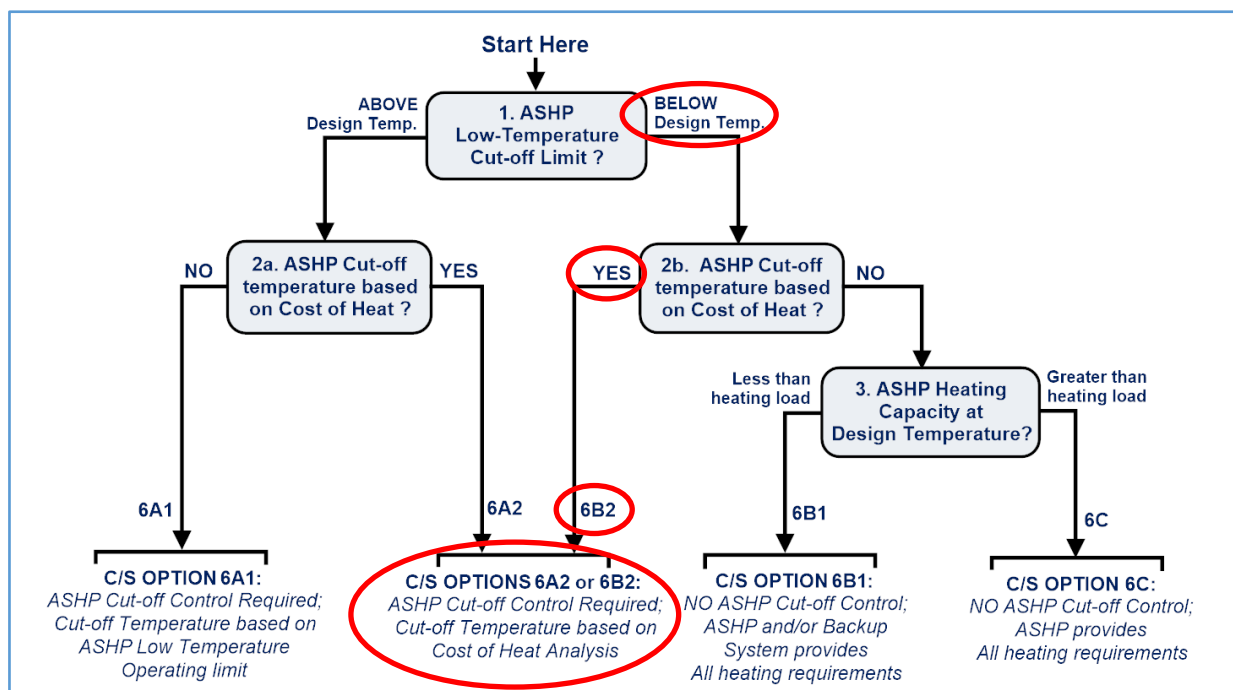 Start Here
ABOVE
Design Temp.
1. ASHP
Low-Temperature
Cut-off Limit ?
BELOW
Design Temp.
NO
2a. ASHP Cut-off
temperature based
on Cost of Heat ?
YES
YES
2b. ASHP Cut-off
temperature based
on Cost of Heat ?
NO
Less than
heating load
3. ASHP Heating
Capacity at
Design Temperature?
Greater than
heating load
6A1
6A2
6B2
6B1
6C
C/S OPTION 6A1:
ASHP Cut-off Control Required;
Cut-off Temperature based on
ASHP Low Temperature
Operating limit
C/S OPTIONS 6A2 or 6B2:
ASHP Cut-off Control Required;
Cut-off Temperature based on
Cost of Heat Analysis
C/S OPTION 6B1:
NO ASHP Cut-off Control;
ASHP and/or Backup
System provides
All heating requirements
C/S OPTION 6C:
NO ASHP Cut-off Control;
ASHP provides
All heating requirements